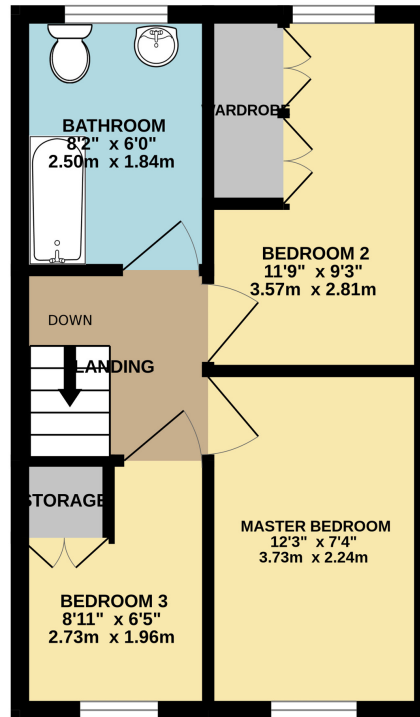 BATHROOM
8'2" x 6'0"
2.50m x 1.84m
WARDROBE
BEDROOM 2
11'9" x 9'3"
3.57m x 2.81m
DOWN
LANDING
STORAGE
MASTER BEDROOM
12'3" x 7'4"
3.73m x 2.24m
BEDROOM 3
8'11" x 6'5"
2.73m x 1.96m